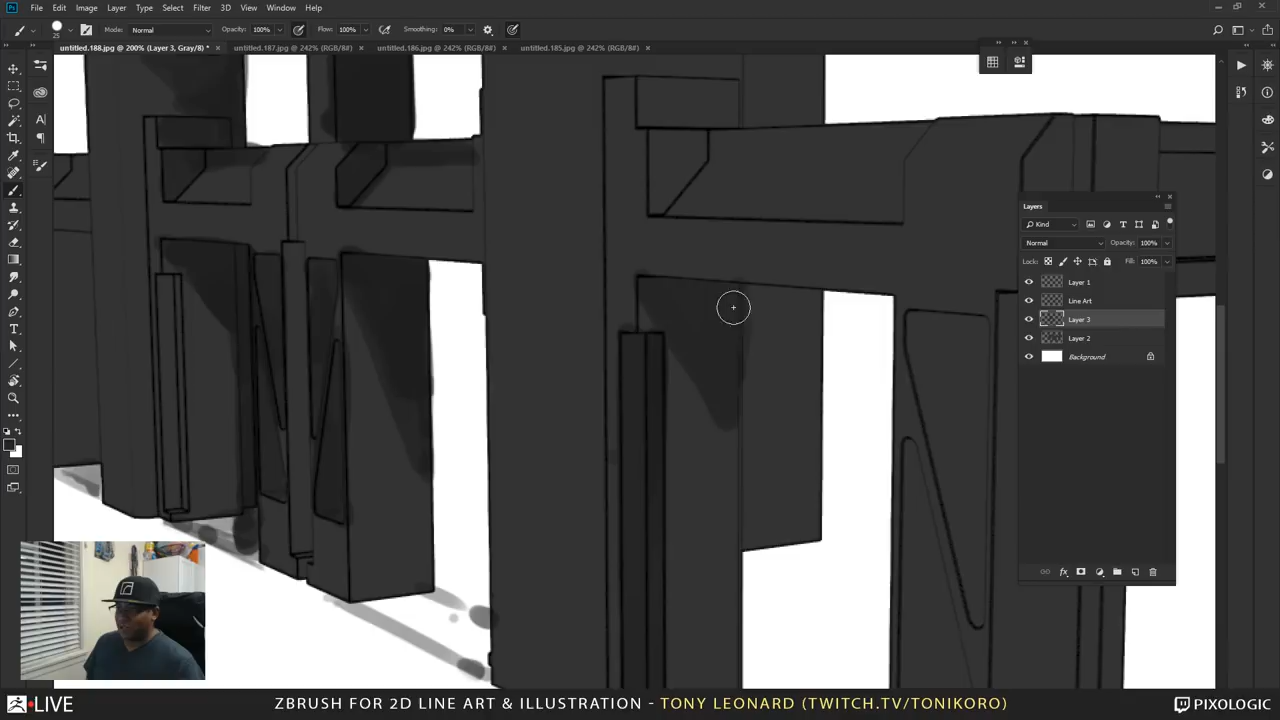 Ps File Edit Image Layer Type Select Filter 3D View Window Help
25 Mode: Normal Opacity: 100% Flow: 100% Smoothing: 0%
untitled.188.jpg @ 200% (Layer 3, Gray/8) * × untitled.187.jpg @ 242% (RGB/8#) × untitled.186.jpg @ 242% (RGB/8#) × untitled.185.jpg @ 242% (RGB/8#) ×
Layers
Kind
Normal Opacity: 100%
Lock: Fill: 100%
Layer 1
Line Art
Layer 3
Layer 2
Background
fx
LIVE ZBRUSH FOR 2D LINE ART & ILLUSTRATION - TONY LEONARD (TWITCH.TV/TONIKORO) PIXOLOGIC